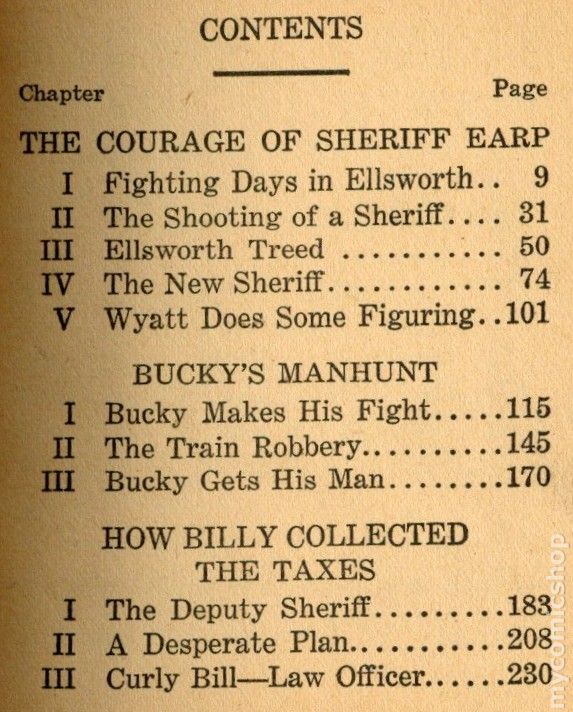 CONTENTS
Chapter Page
THE COURAGE OF SHERIFF EARP
I Fighting Days in Ellsworth.. 9
II The Shooting of a Sheriff.... 31
III Ellsworth Treed ........... 50
IV The New Sheriff............ 74
V Wyatt Does Some Figuring..101
BUCKY'S MANHUNT
I Bucky Makes His Fight.....115
II The Train Robbery..........145
III Bucky Gets His Man........170
HOW BILLY COLLECTED
THE TAXES
I The Deputy Sheriff.........183
II A Desperate Plan..........208
III Curly Bill—Law Officer......230
mycomicshop